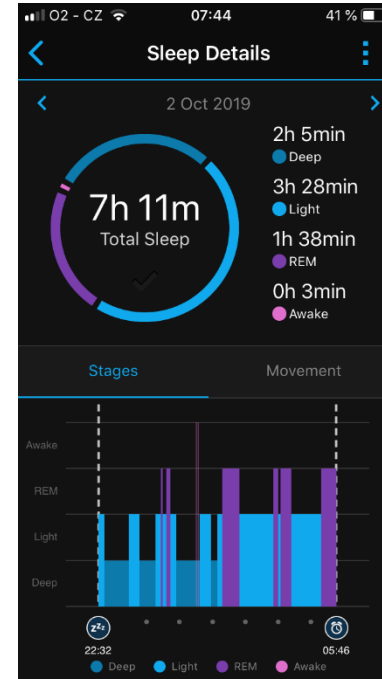 O2 - CZ 07:44 41 %
Sleep Details
2 Oct 2019
7h 11m
Total Sleep
2h 5min
Deep
3h 28min
Light
1h 38min
REM
0h 3min
Awake
Stages Movement
Awake
REM
Light
Deep
zzz
22:32 05:46
Deep Light REM Awake